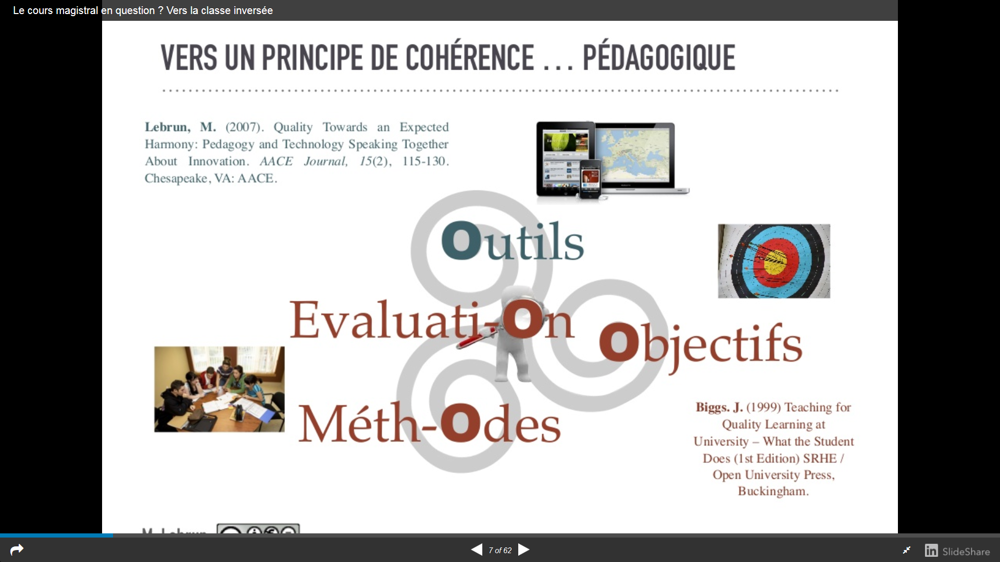 Le cours magistral en question ? Vers la classe inversée
VERS UN PRINCIPE DE COHÉRENCE ... PÉDAGOGIQUE
Lebrun, M. (2007). Quality Towards an Expected
Harmony: Pedagogy and Technology Speaking Together
About Innovation. AACE Journal, 15(2), 115-130.
Chesapeake, VA: AACE.
Outils
Evaluati-On
Objectifs
Méth-Odes
Biggs. J. (1999) Teaching for
Quality Learning at
University – What the Student
Does (1st Edition) SRHE /
Open University Press,
Buckingham.
M. Lebrun
7 of 62
in SlideShare